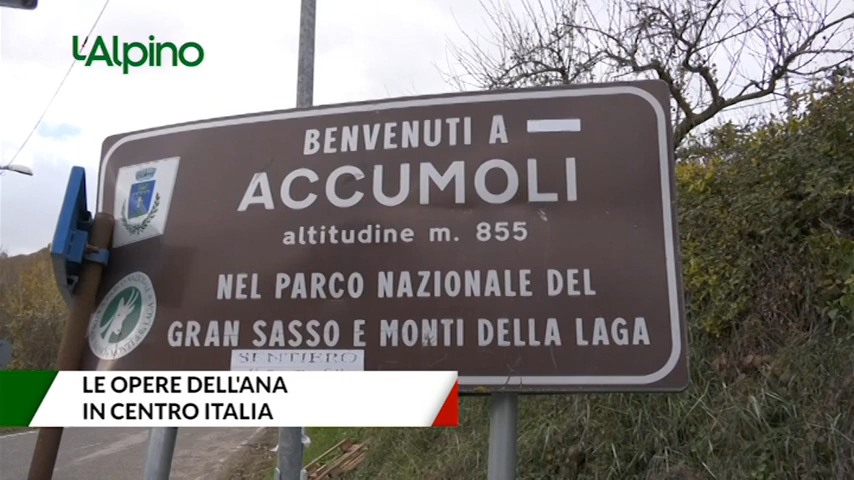 L'Alpino
BENVENUTI A
ACCUMOLI
altitudine m. 855
NEL PARCO NAZIONALE DEL
GRAN SASSO E MONTI DELLA LAGA
SENTIERO
LE OPERE DELL'ANA
IN CENTRO ITALIA